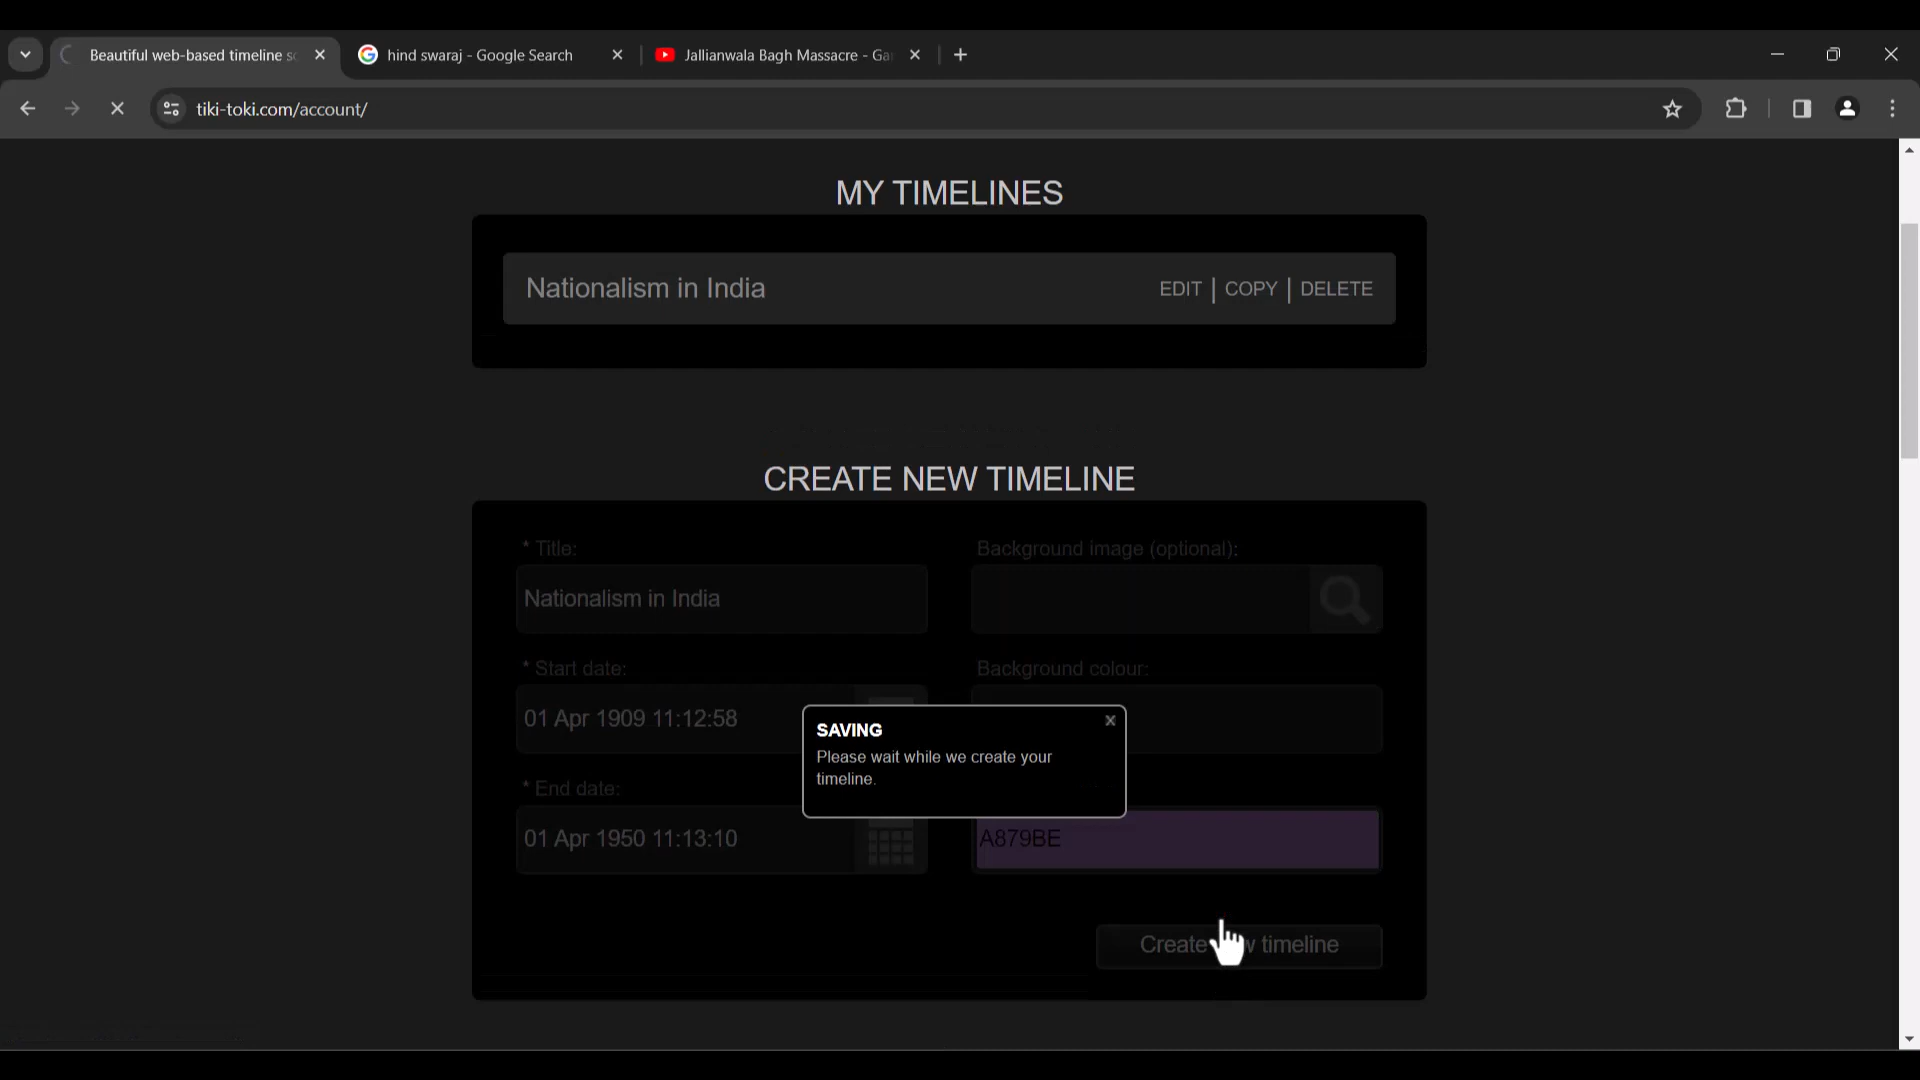 Beautiful web-based timeline s
hind swaraj - Google Search
Jallianwala Bagh Massacre - Ga
tiki-toki.com/account/
MY TIMELINES
Nationalism in India
EDIT | COPY | DELETE
CREATE NEW TIMELINE
* Title:
Background image (optional):
Nationalism in India
* Start date:
Background colour:
01 Apr 1909 11:12:58
SAVING
x
Please wait while we create your
timeline.
* End date:
01 Apr 1950 11:13:10
A879BE
Create timeline